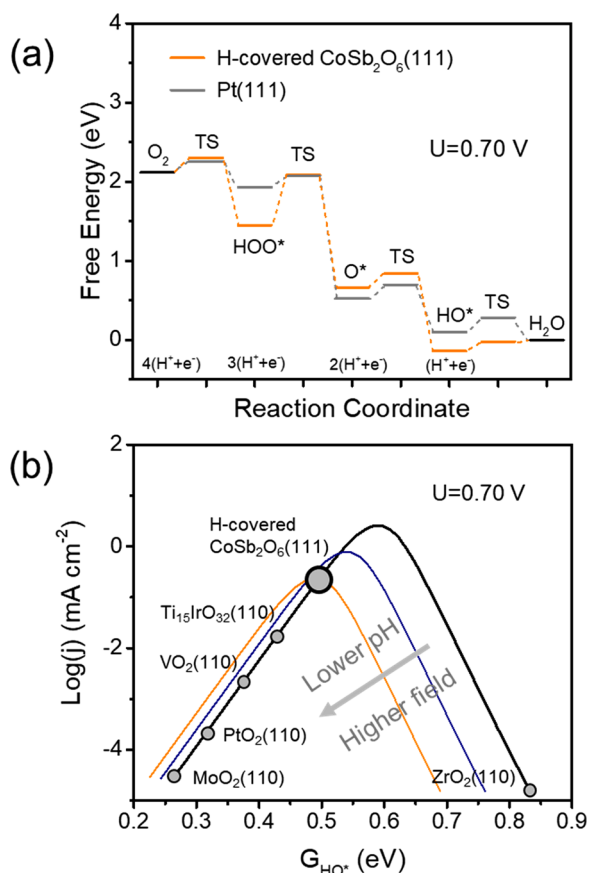 (a)
4
3
2
1
0
Free Energy (eV)
H-covered CoSb₂O₆(111)
Pt(111)
U=0.70 V
O₂
TS
HOO*
TS
O*
TS
HO*
TS
H₂O
4(H⁺+e⁻)
3(H⁺+e⁻)
2(H⁺+e⁻)
(H⁺+e⁻)
Reaction Coordinate
(b)
2
0
-2
-4
Log(j) (mA cm⁻²)
U=0.70 V
H-covered
CoSb₂O₆(111)
Ti₁₅IrO₃₂(110)
VO₂(110)
PtO₂(110)
MoO₂(110)
ZrO₂(110)
Lower pH
Higher field
0.2 0.3 0.4 0.5 0.6 0.7 0.8 0.9
G_HO* (eV)